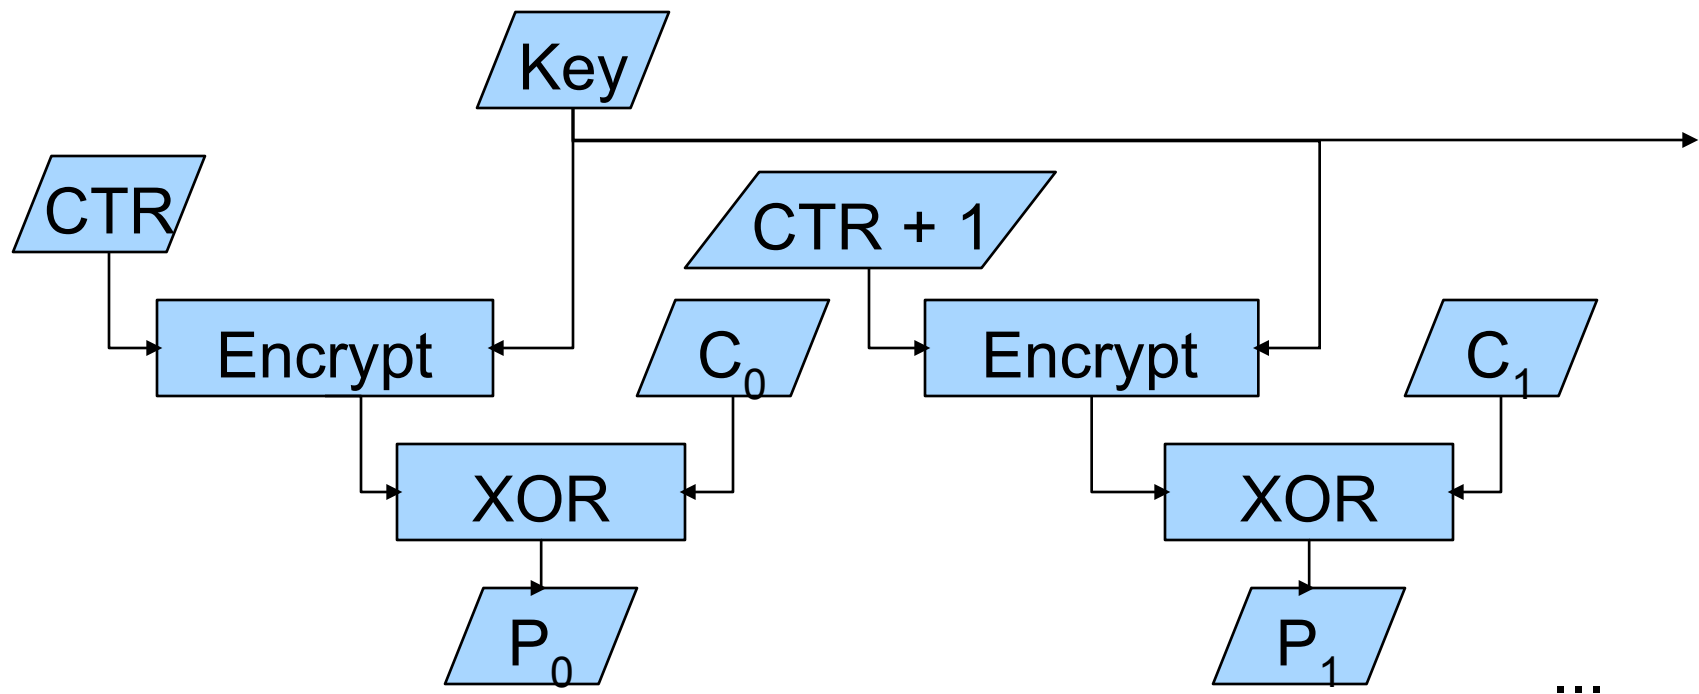 Key
CTR
CTR + 1
Encrypt
C₀
Encrypt
C₁
XOR
XOR
P₀
P₁
...